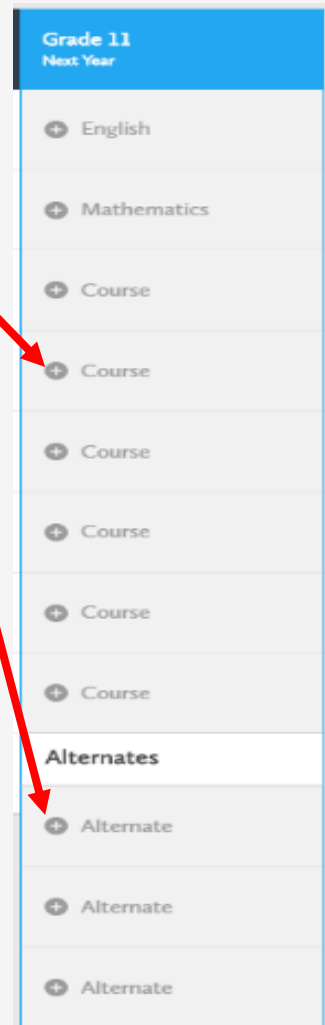 Grade 11
Next Year
English
Mathematics
Course
Course
Course
Course
Course
Course
Alternates
Alternate
Alternate
Alternate